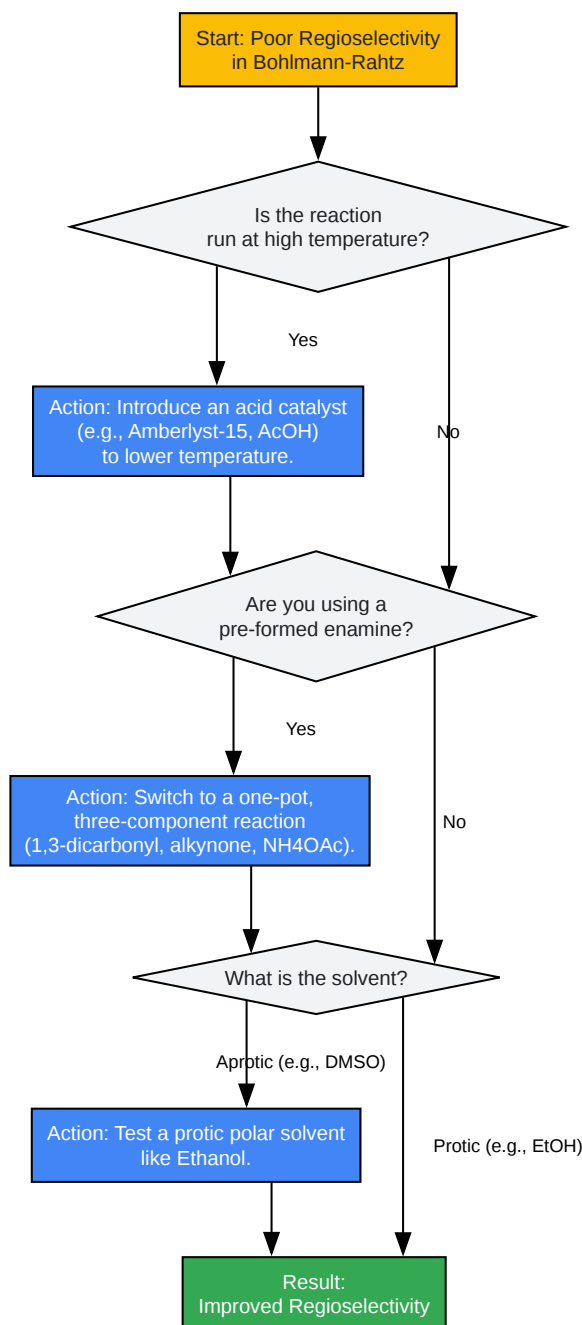 Start: Poor Regioselectivity
in Bohlmann-Rahtz
Is the reaction
run at high temperature?
Yes
Action: Introduce an acid catalyst
(e.g., Amberlyst-15, AcOH)
to lower temperature.
No
Are you using a
pre-formed enamine?
Yes
Action: Switch to a one-pot,
three-component reaction
(1,3-dicarbonyl, alkynone, NH4OAc).
No
What is the solvent?
Aprotic (e.g., DMSO)
Action: Test a protic polar solvent
like Ethanol.
Protic (e.g., EtOH)
Result:
Improved Regioselectivity